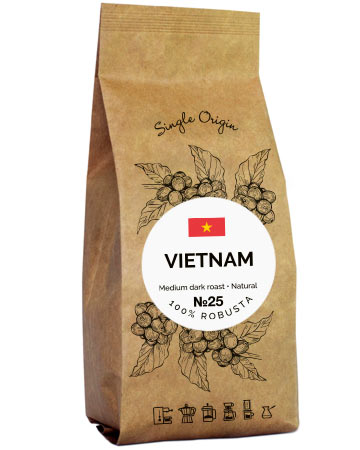 Single Origin
VIETNAM
Medium dark roast • Natural
№25
100% ROBUSTA